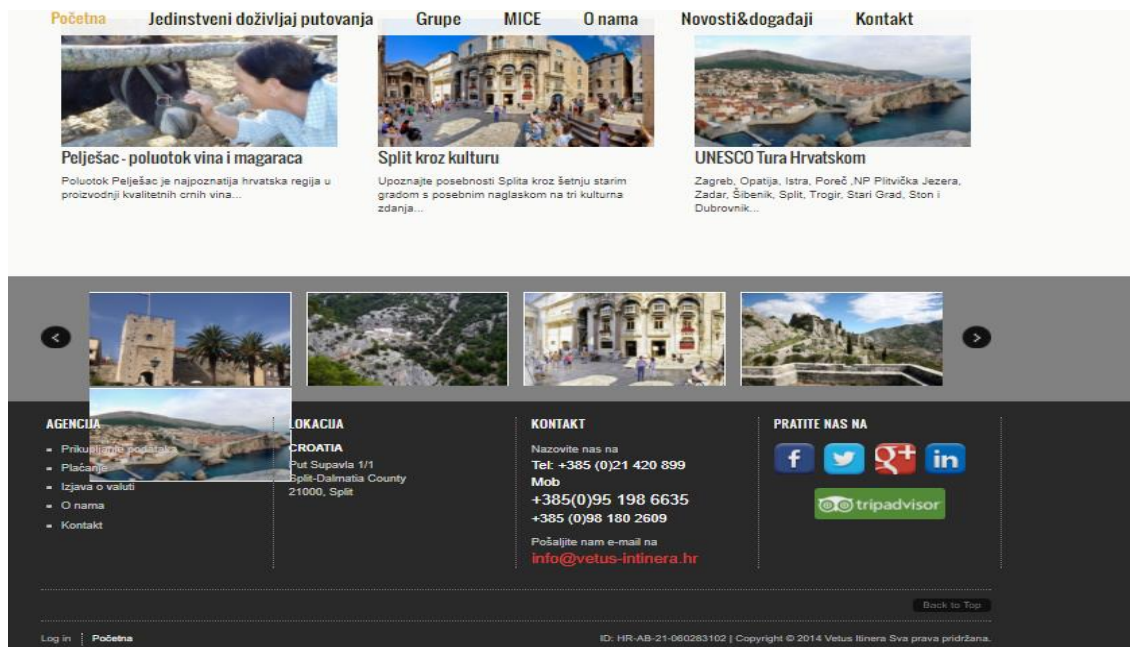 Početna Jedinstveni doživljaj putovanja Grupe MICE O nama Novosti&događaji Kontakt
Pelješac - poluotok vina i magaraca
Poluotok Pelješac je najpoznatija hrvatska regija u
proizvodnji kvalitetnih crnih vina...
Split kroz kulturu
Upoznajte posebnosti Splita kroz šetnju starim
gradom s posebnim naglaskom na tri kulturna
zdanja...
UNESCO Tura Hrvatskom
Zagreb, Opatija, Istra, Poreč ,NP Plitvička Jezera,
Zadar, Šibenik, Split, Trogir, Stari Grad, Ston i
Dubrovnik...
AGENCIJA
Prikupljanje podataka
Plaćanje
Izjava o valuti
O nama
Kontakt
LOKACIJA
CROATIA
Put Supavla 1/1
Split-Dalmatia County
21000, Split
KONTAKT
Nazovite nas na
Tel: +385 (0)21 420 899
Mob
+385(0)95 198 6635
+385 (0)98 180 2609
Pošaljite nam e-mail na
info@vetus-intinera.hr
PRATITE NAS NA
f g+ in
tripadvisor
Back to Top
Log in Početna
ID: HR-AB-21-060283102 | Copyright © 2014 Vetus Itinera Sva prava pridržana.